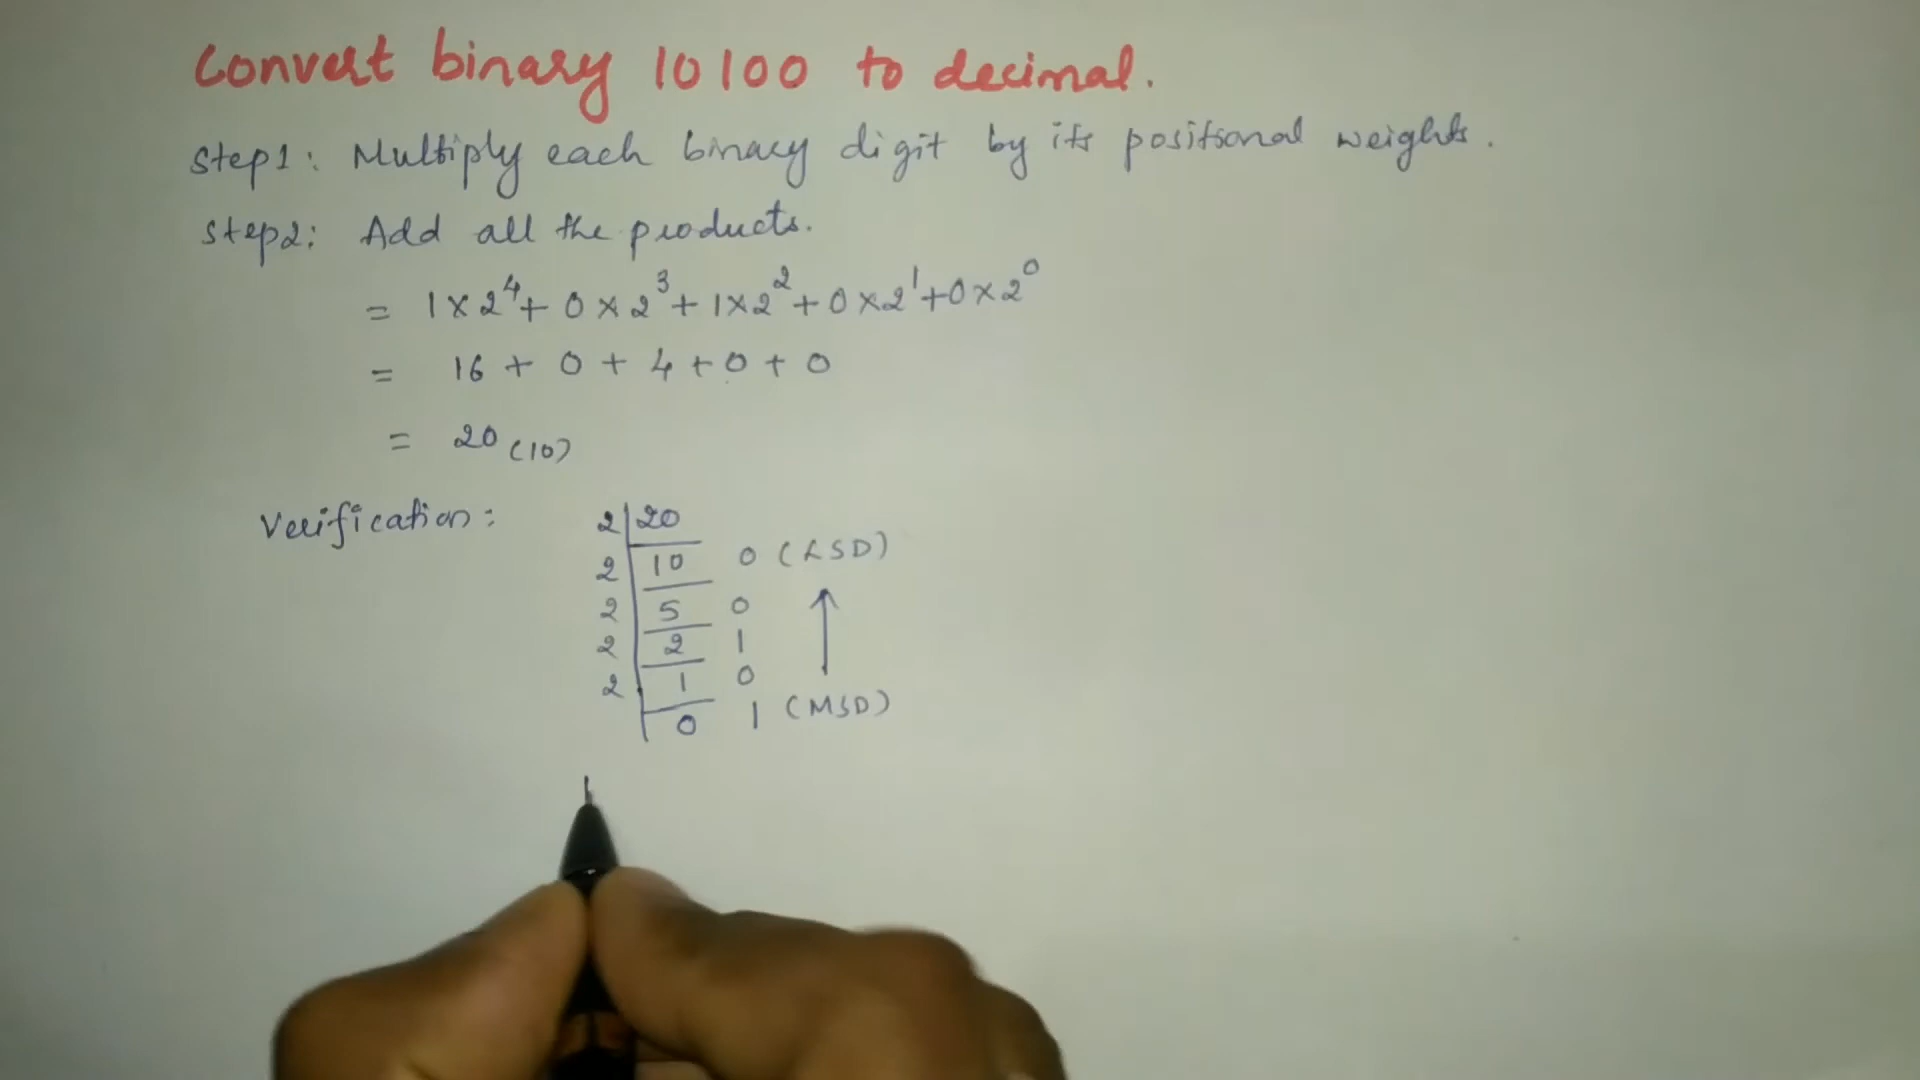 Convert binary 10100 to decimal.
Step1: Multiply each binary digit by its positional weights.
Step2: Add all the products.
= 1×2⁴+ 0×2³+ 1×2²+0×2¹+0×2⁰
= 16 + 0 + 4 + 0 + 0
= 20 (10)
Verification:
2 20
2 10 0 (LSD)
2 5 0
2 2 1
2 1 0
0 1 (MSD)